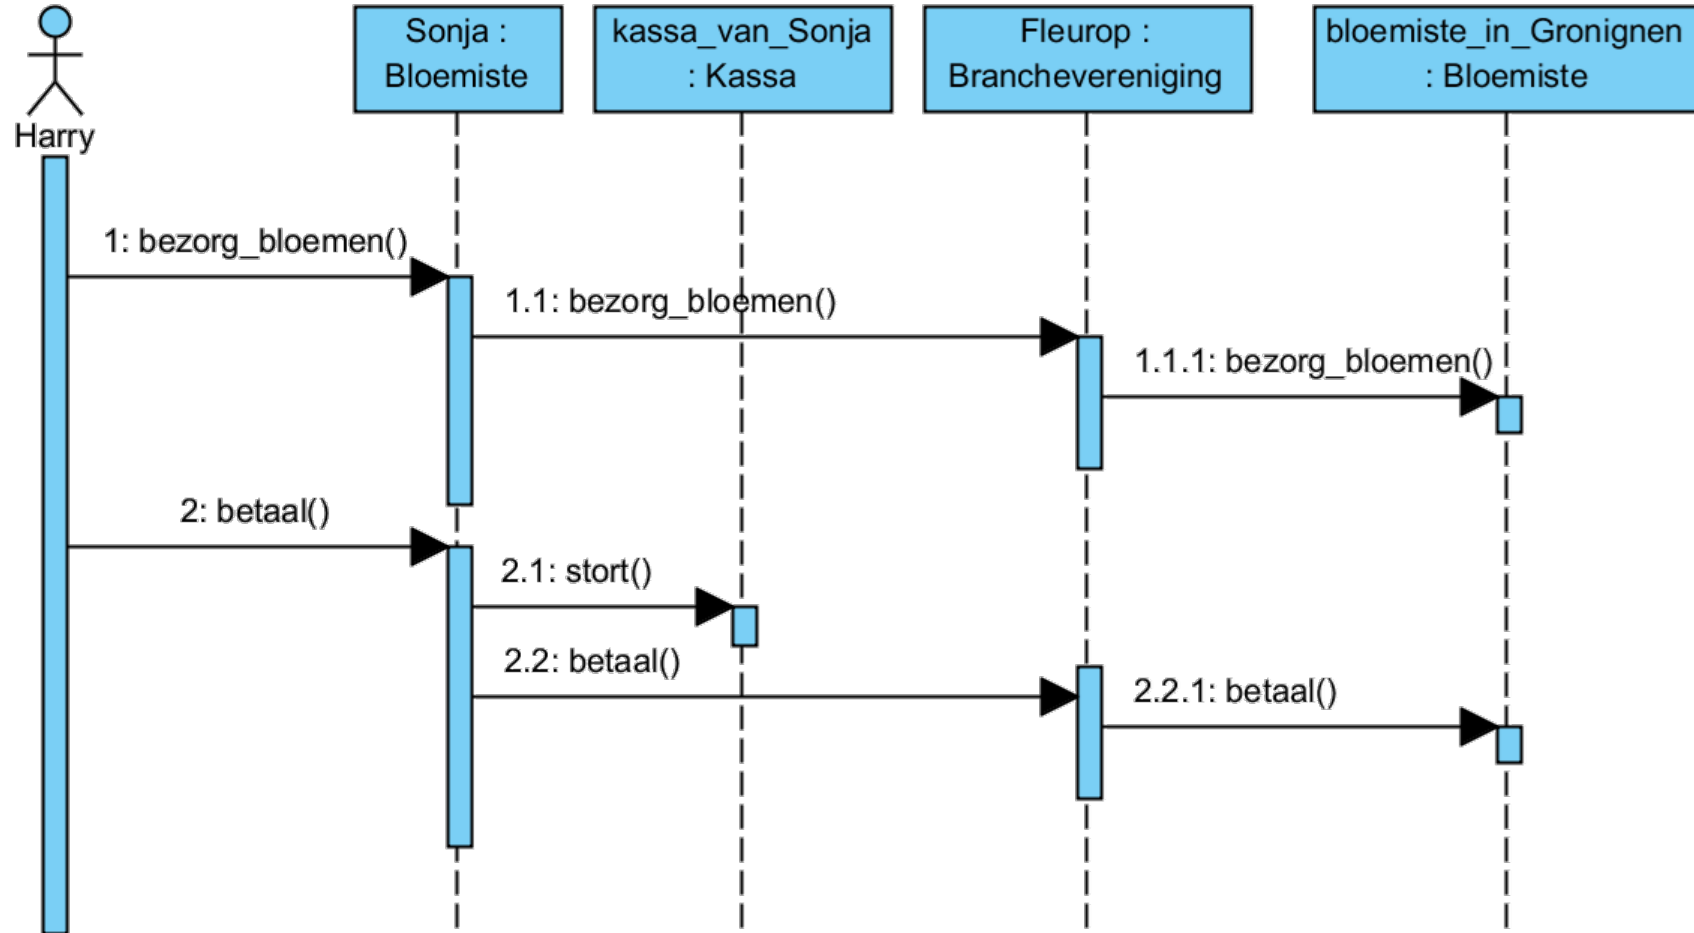 Sonja :
Bloemiste
kassa_van_Sonja
: Kassa
Fleurop :
Branchevereniging
bloemiste_in_Gronignen
: Bloemiste
Harry
1: bezorg_bloemen()
1.1: bezorg_bloemen()
1.1.1: bezorg_bloemen()
2: betaal()
2.1: stort()
2.2: betaal()
2.2.1: betaal()